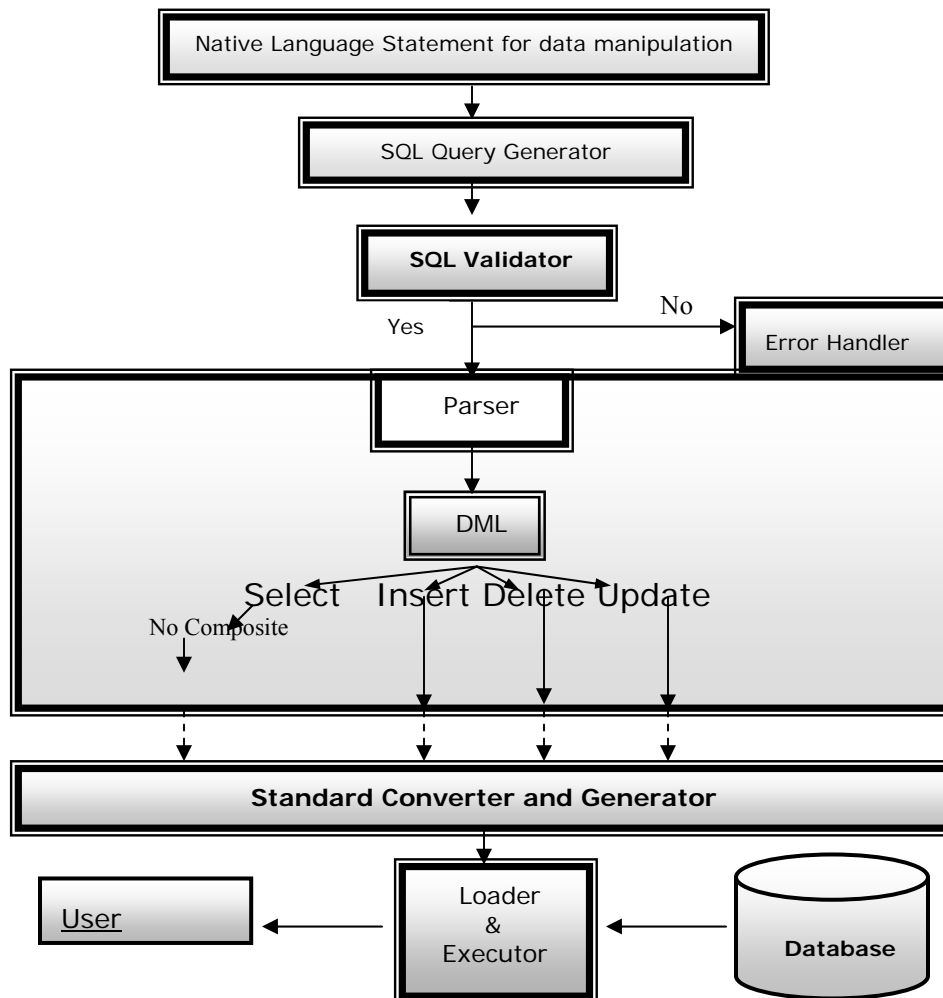 Native Language Statement for data manipulation
SQL Query Generator
SQL Validator
No
Yes
Error Handler
Parser
DML
Select Insert Delete Update
No Composite
Standard Converter and Generator
Loader
&
Executor
User
Database